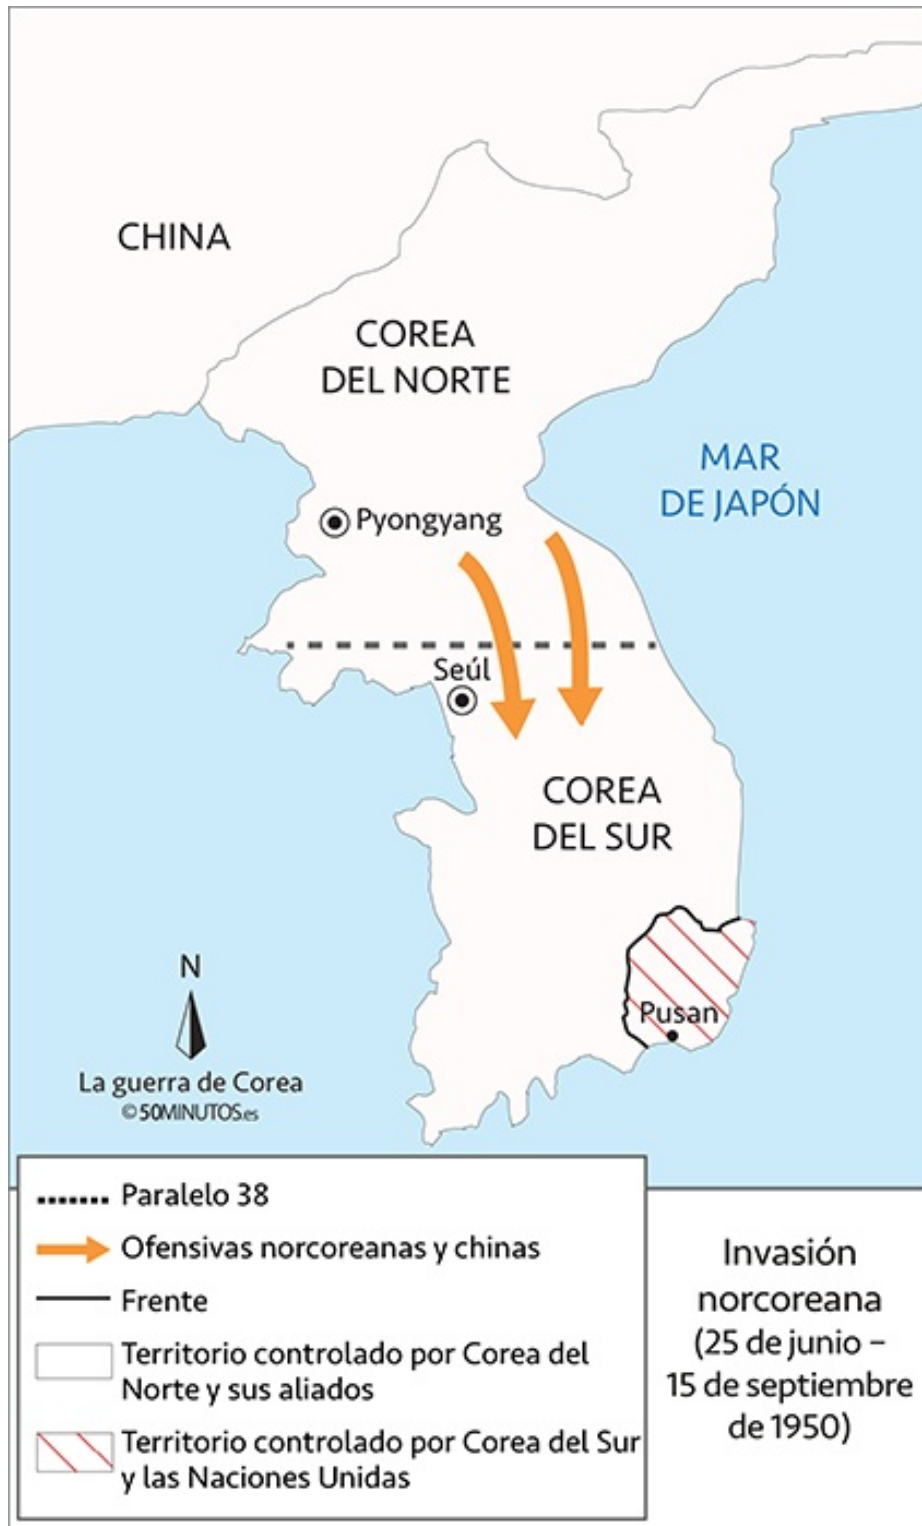 CHINA
COREA
DEL NORTE
MAR
DE JAPÓN
Pyongyang
Seúl
COREA
DEL SUR
Pusan
N
La guerra de Corea
© 50MINUTOS.es
Paralelo 38
Ofensivas norcoreanas y chinas
Frente
Territorio controlado por Corea del
Norte y sus aliados
Territorio controlado por Corea del Sur
y las Naciones Unidas
Invasión
norcoreana
(25 de junio –
15 de septiembre
de 1950)